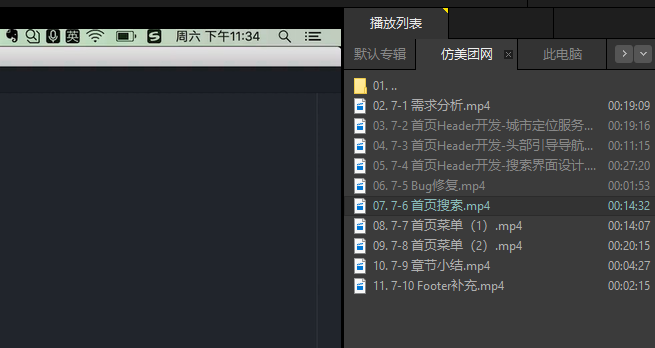 播放列表
英 S 周六 下午11:34
默认专辑 仿美团网 此电脑
01. ..
02. 7-1 需求分析.mp4 00:19:09
03. 7-2 首页Header开发-城市定位服务... 00:19:16
04. 7-3 首页Header开发-头部引导导航... 00:11:15
05. 7-4 首页Header开发-搜索界面设计.... 00:27:20
06. 7-5 Bug修复.mp4 00:01:53
07. 7-6 首页搜索.mp4 00:14:32
08. 7-7 首页菜单（1）.mp4 00:14:07
09. 7-8 首页菜单（2）.mp4 00:20:15
10. 7-9 章节小结.mp4 00:04:27
11. 7-10 Footer补充.mp4 00:02:15